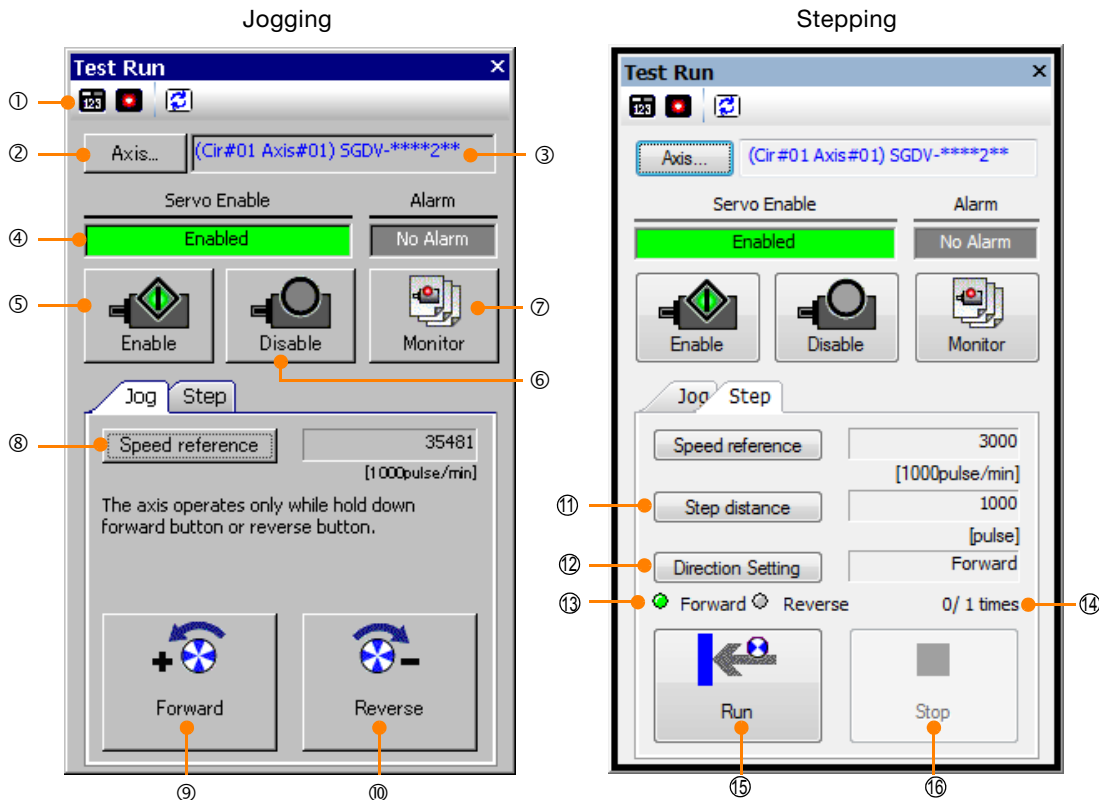 Jogging
Test Run
①
123
② Axis... (Cir#01 Axis#01) SGDV-****2** ③
Servo Enable Alarm
④ Enabled No Alarm
⑤ ⑦
Enable Disable Monitor
⑥
Jog Step
⑧ Speed reference 35481
[1000pulse/min]
The axis operates only while hold down
forward button or reverse button.
+ -
Forward Reverse
⑨ ⑩
Stepping
Test Run
123
Axis... (Cir#01 Axis#01) SGDV-****2**
Servo Enable Alarm
Enabled No Alarm
Enable Disable Monitor
Jog Step
Speed reference 3000
[1000pulse/min]
⑪ Step distance 1000
[pulse]
⑫ Direction Setting Forward
⑬ Forward Reverse 0/ 1 times ⑭
Run Stop
⑮ ⑯